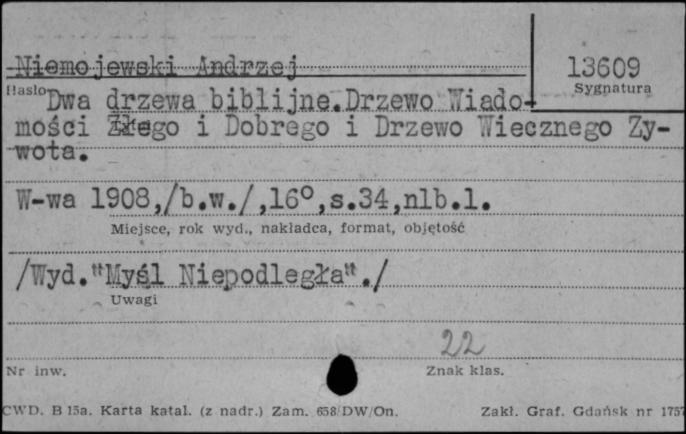 Niemojewski Andrzej
13609
Hasło
Sygnatura
Dwa drzewa biblijne.Drzewo Wiado-
mości Złego i Dobrego i Drzewo Wiecznego Zy-
wota.
W-wa 1908,/b.w./,16°,s.34,nlb.l.
Miejsce, rok wyd., nakładca, format, objętość
/Wyd."Myśl Niepodległa"./
Uwagi
22
Nr inw.
Znak klas.
CWD. B 15a. Karta katal. (z nadr.) Zam. 658/DW/On.
Zakł. Graf. Gdańsk nr 1757